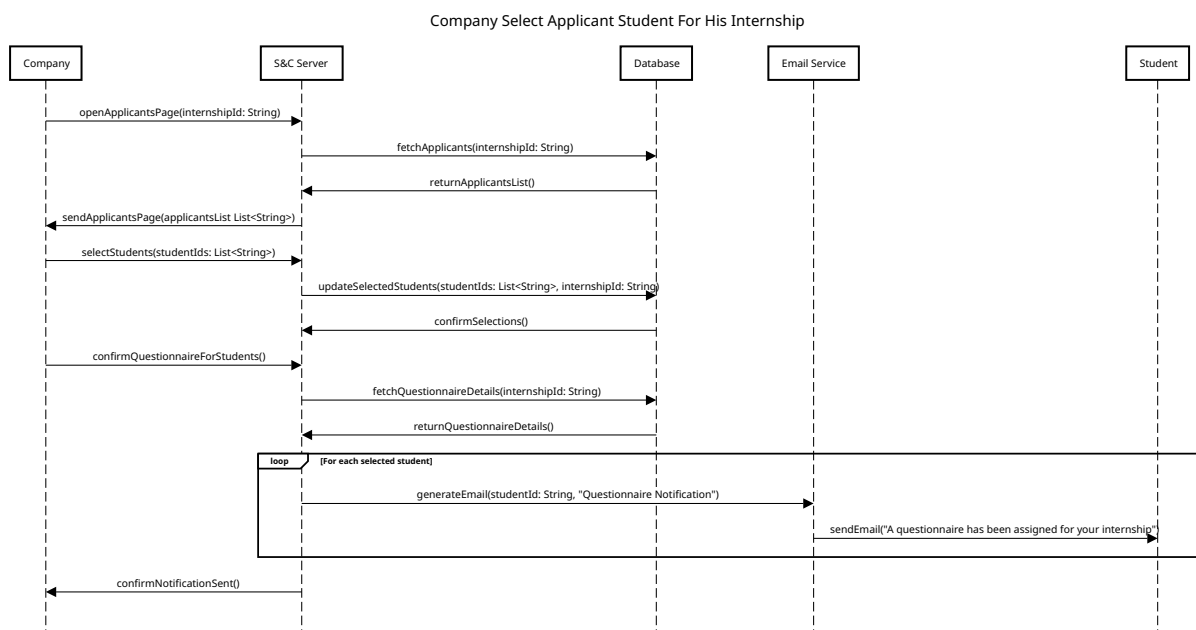 Company Select Applicant Student For His Internship
Company
S&C Server
Database
Email Service
Student
openApplicantsPage(internshipId: String)
fetchApplicants(internshipId: String)
returnApplicantsList()
sendApplicantsPage(applicantsList List<String>)
selectStudents(studentIds: List<String>)
updateSelectedStudents(studentIds: List<String>, internshipId: String)
confirmSelections()
confirmQuestionnaireForStudents()
fetchQuestionnaireDetails(internshipId: String)
returnQuestionnaireDetails()
loop [For each selected student]
generateEmail(studentId: String, "Questionnaire Notification")
sendEmail("A questionnaire has been assigned for your internship")
confirmNotificationSent()